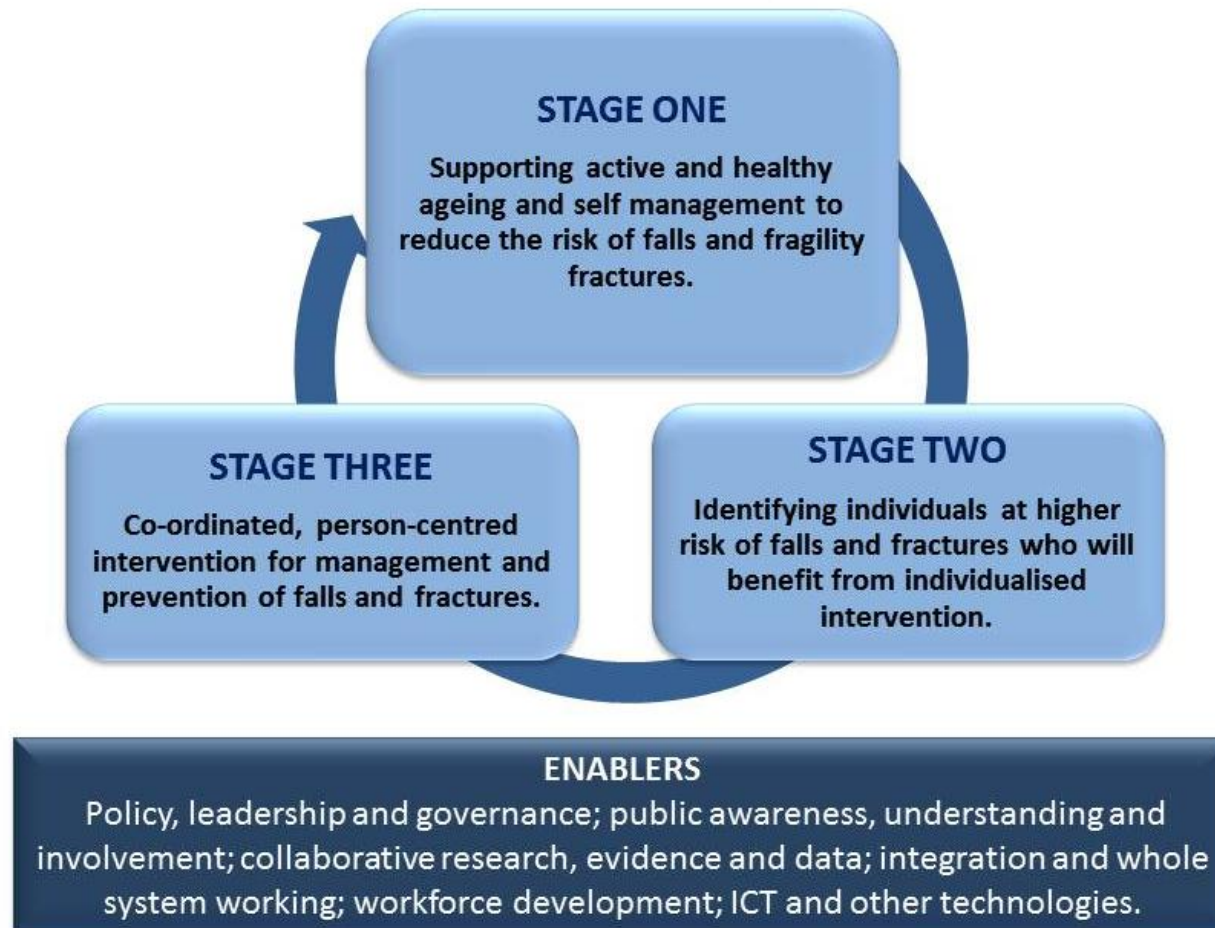 STAGE ONE
Supporting active and healthy
ageing and self management to
reduce the risk of falls and fragility
fractures.
STAGE TWO
Identifying individuals at higher
risk of falls and fractures who will
benefit from individualised
intervention.
STAGE THREE
Co-ordinated, person-centred
intervention for management and
prevention of falls and fractures.
ENABLERS
Policy, leadership and governance; public awareness, understanding and
involvement; collaborative research, evidence and data; integration and whole
system working; workforce development; ICT and other technologies.